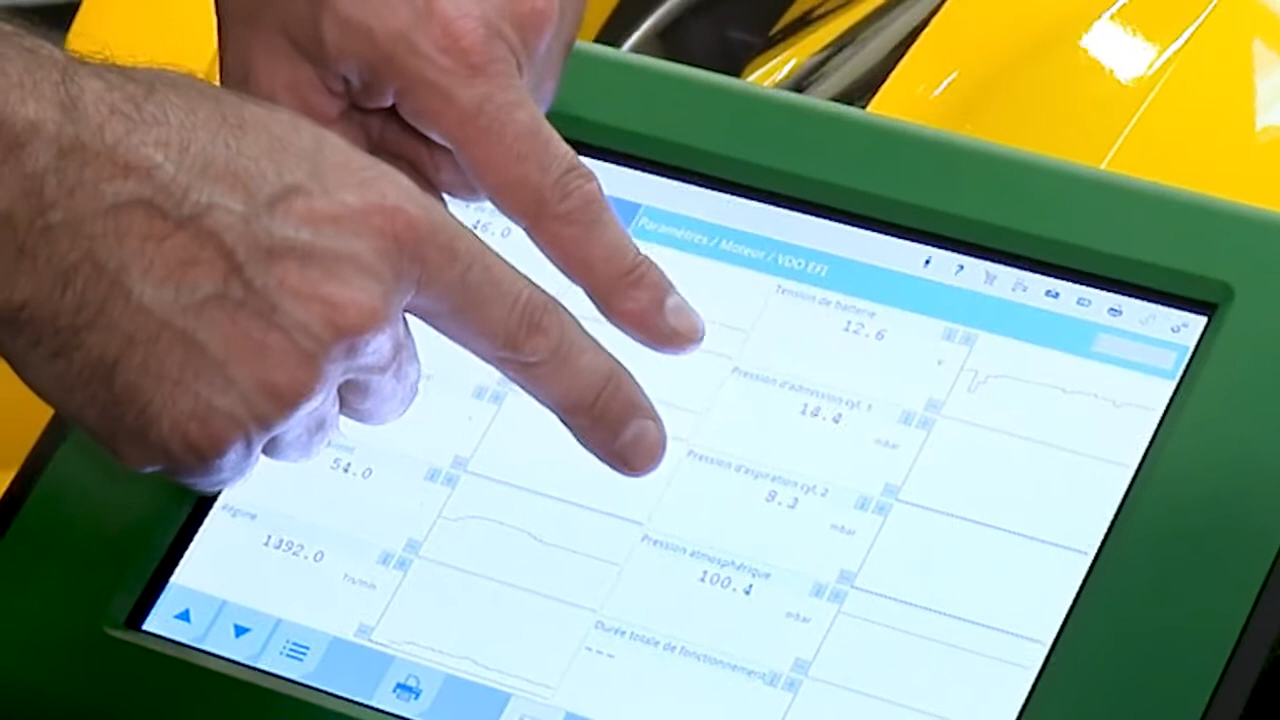 46.0
Paramètres / Moteur / VDO EFI
Tension de batterie
12.6
v
Pression d'admission cyl. 1
18.4
mbar
Pression d'aspiration cyl. 2
8.3
mbar
Pression atmosphérique
100.4
mbar
Durée totale de fonctionnement
---
54.0
Régime
1392.0
Trs/min